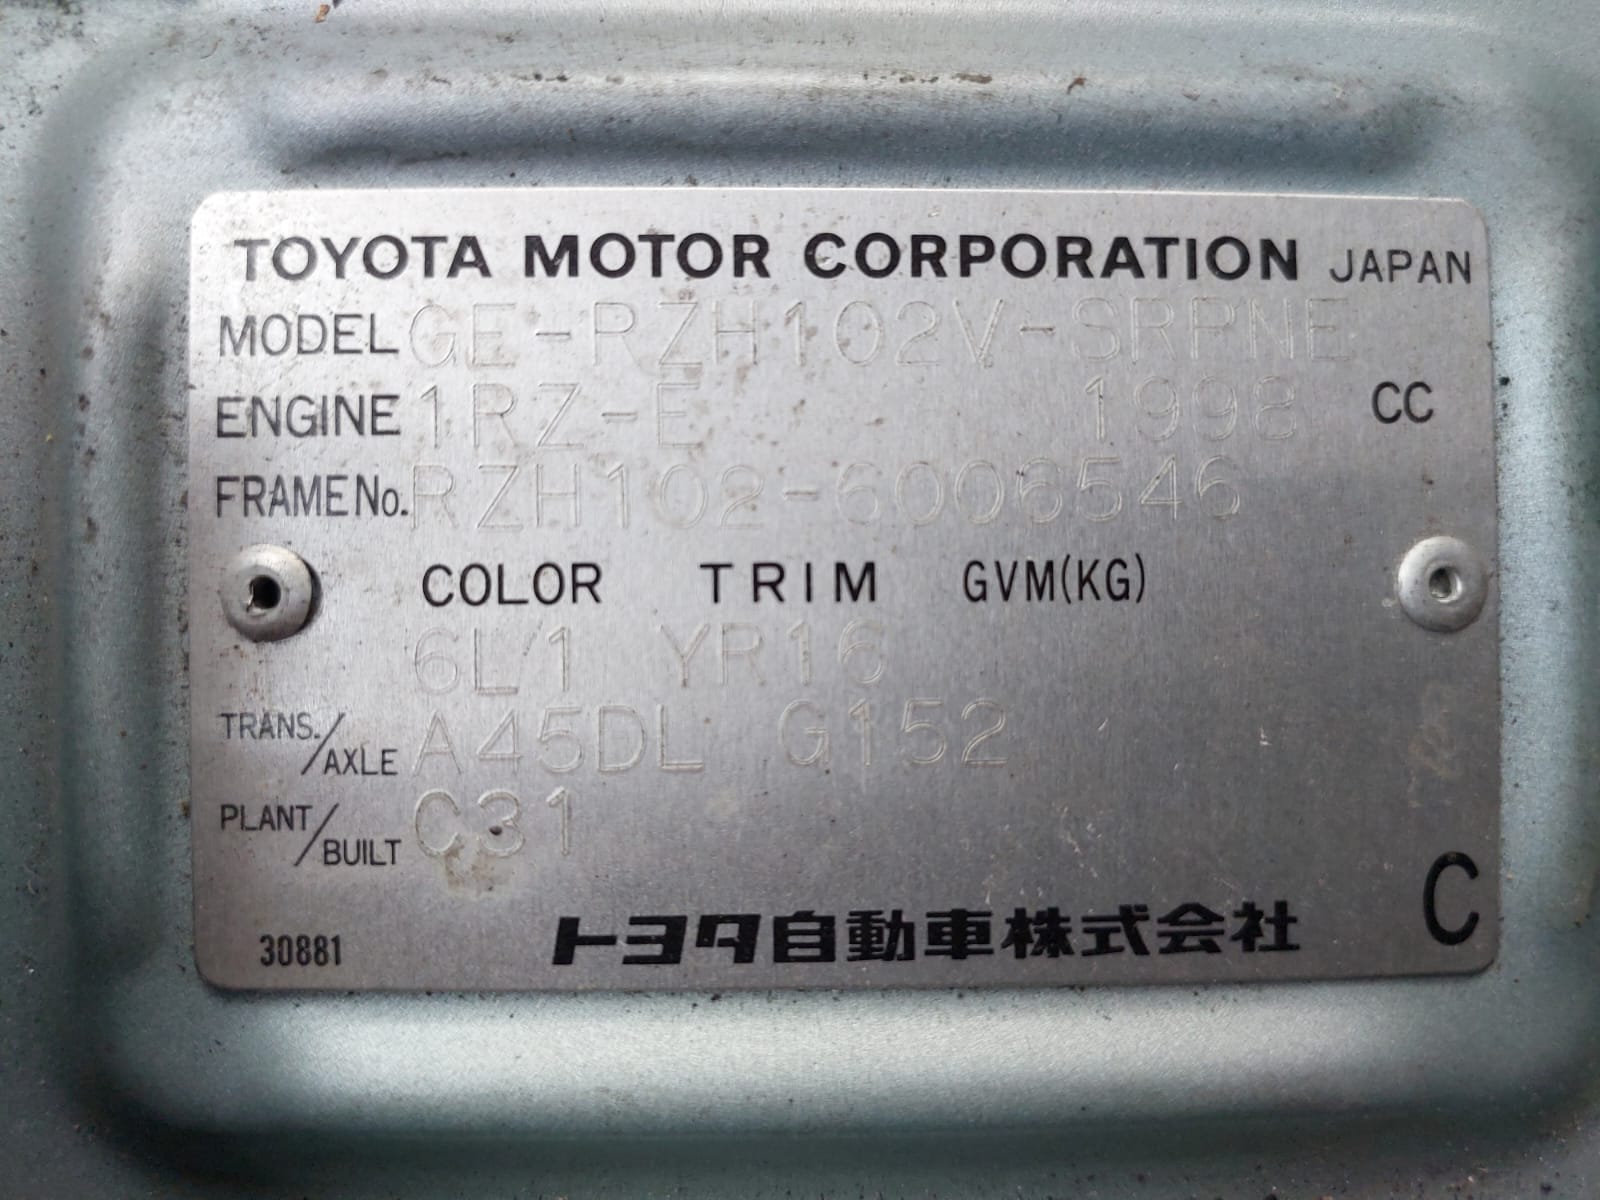 TOYOTA MOTOR CORPORATION JAPAN
MODEL GE-RZH102V-SRPNE
ENGINE 1RZ-E 1998 CC
FRAME No. RZH102-6006546
COLOR TRIM GVM(KG)
6L1 YR16
TRANS./AXLE A45DL G152
PLANT/BUILT C31
C
30881 トヨタ自動車株式会社